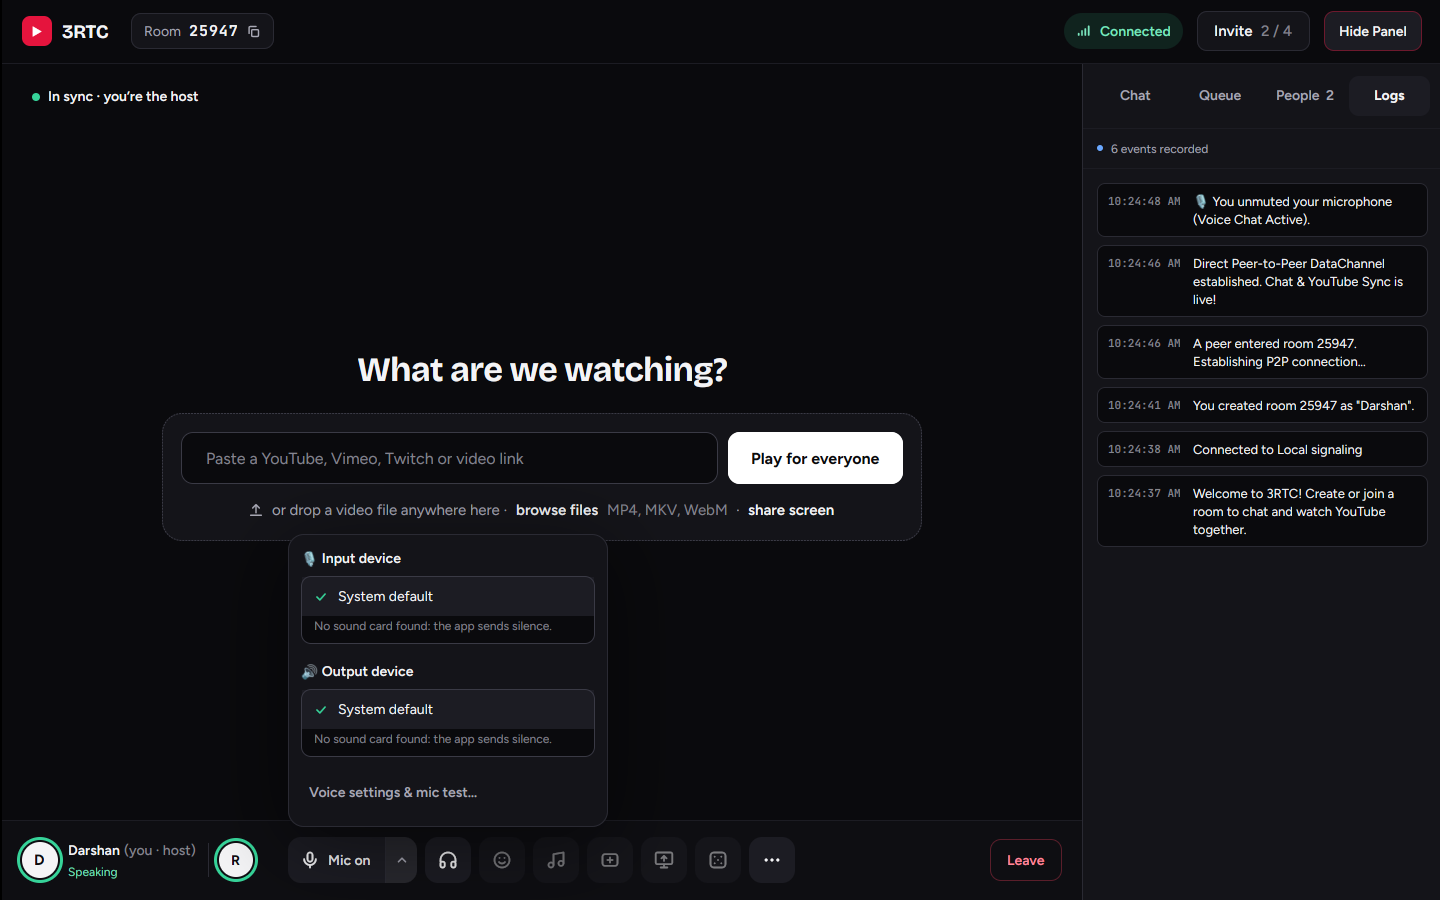 3RTC
Room 25947
Connected
Invite 2 / 4
Hide Panel
In sync · you're the host
Chat
Queue
People 2
Logs
6 events recorded
10:24:48 AM 🎙️ You unmuted your microphone
(Voice Chat Active).
10:24:46 AM Direct Peer-to-Peer DataChannel
established. Chat & YouTube Sync is
live!
10:24:46 AM A peer entered room 25947.
Establishing P2P connection...
10:24:41 AM You created room 25947 as "Darshan".
10:24:38 AM Connected to Local signaling
10:24:37 AM Welcome to 3RTC! Create or join a
room to chat and watch YouTube
together.
What are we watching?
Paste a YouTube, Vimeo, Twitch or video link
Play for everyone
or drop a video file anywhere here · browse files MP4, MKV, WebM · share screen
🎙️ Input device
System default
No sound card found: the app sends silence.
🔊 Output device
System default
No sound card found: the app sends silence.
Voice settings & mic test...
D
Darshan (you · host)
Speaking
R
Mic on
Leave